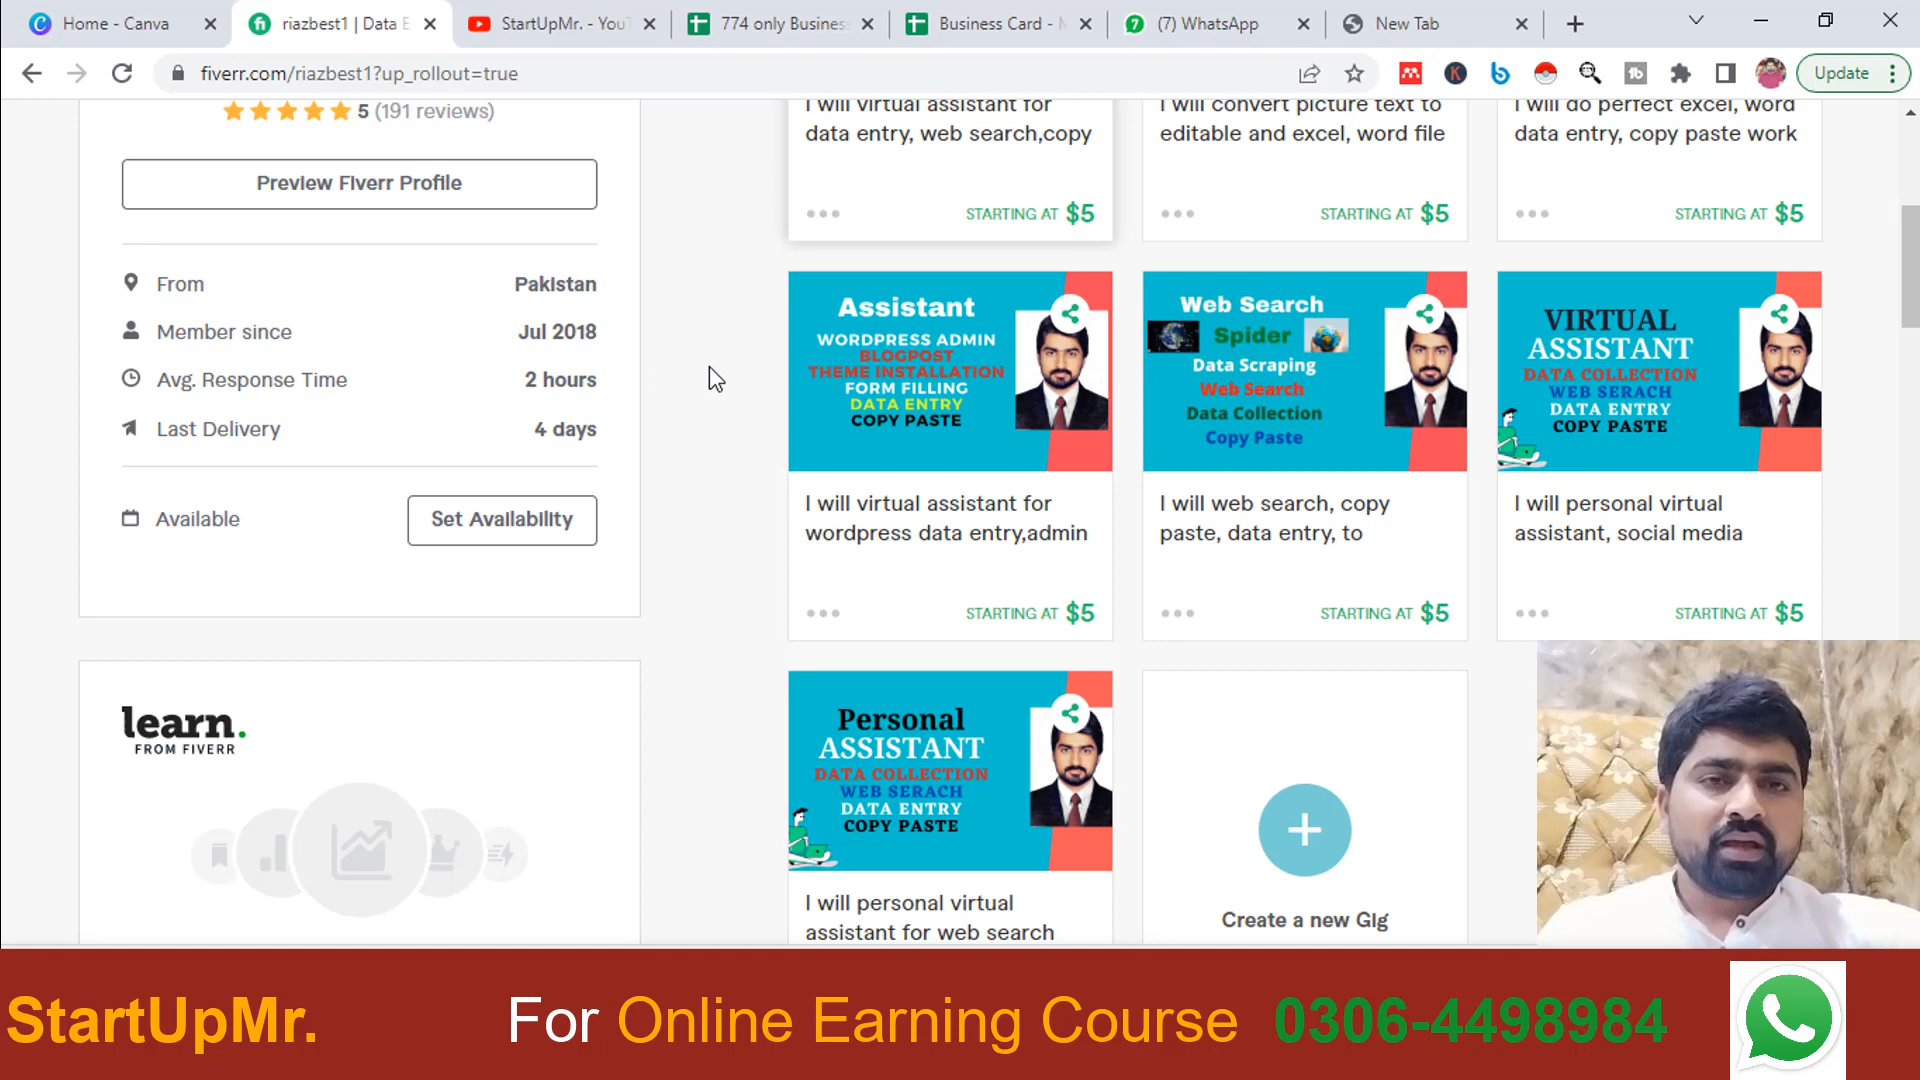 Home - Canva
riazbest1 | Data E
StartUpMr. - YouT
774 only Busines
Business Card - M
(7) WhatsApp
New Tab
fiverr.com/riazbest1?up_rollout=true
Update
5 (191 reviews)
Preview Fiverr Profile
From Pakistan
Member since Jul 2018
Avg. Response Time 2 hours
Last Delivery 4 days
Available
Set Availability
learn.
FROM FIVERR
I will virtual assistant for
data entry, web search,copy
STARTING AT $5
I will convert picture text to
editable and excel, word file
STARTING AT $5
I will do perfect excel, word
data entry, copy paste work
STARTING AT $5
Assistant
WORDPRESS ADMIN
BLOGPOST
THEME INSTALLATION
FORM FILLING
DATA ENTRY
COPY PASTE
I will virtual assistant for
wordpress data entry,admin
STARTING AT $5
Web Search
Spider
Data Scraping
Web Search
Data Collection
Copy Paste
I will web search, copy
paste, data entry, to
STARTING AT $5
VIRTUAL
ASSISTANT
DATA COLLECTION
WEB SERACH
DATA ENTRY
COPY PASTE
I will personal virtual
assistant, social media
STARTING AT $5
Personal
ASSISTANT
DATA COLLECTION
WEB SERACH
DATA ENTRY
COPY PASTE
I will personal virtual
assistant for web search
Create a new Gig
StartUpMr. For Online Earning Course 0306-4498984